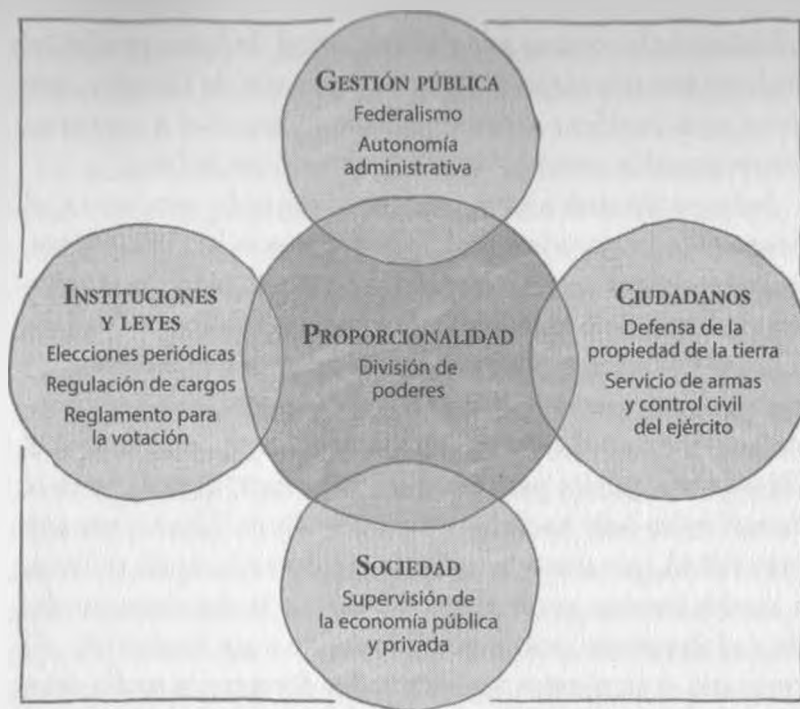 GESTIÓN PÚBLICA
Federalismo
Autonomía
administrativa
INSTITUCIONES
Y LEYES
Elecciones periódicas
Regulación de cargos
Reglamento para
la votación
PROPORCIONALIDAD
División de
poderes
CIUDADANOS
Defensa de la
propiedad de la tierra
Servicio de armas
y control civil
del ejército
SOCIEDAD
Supervisión de
la economía pública
y privada